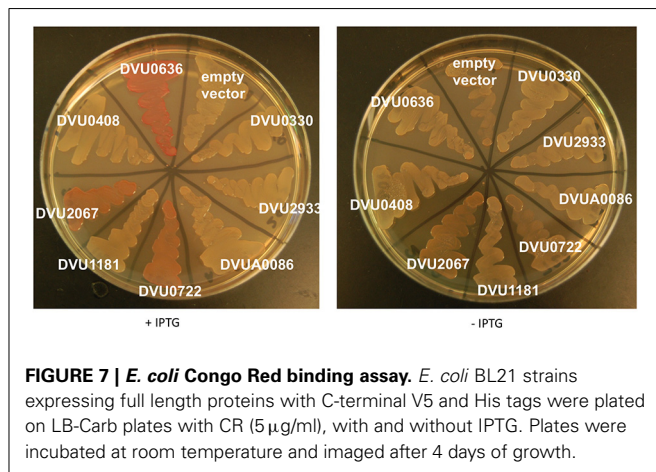 DVU0636
empty
vector
DVU0408
DVU0330
DVU2067
DVU2933
DVU1181
DVUA0086
DVU0722
+ IPTG
empty
vector
DVU0330
DVU0636
DVU2933
DVU0408
DVUA0086
DVU0722
DVU2067
DVU1181
- IPTG
FIGURE 7 | E. coli Congo Red binding assay. E. coli BL21 strains
expressing full length proteins with C-terminal V5 and His tags were plated
on LB-Carb plates with CR (5 μg/ml), with and without IPTG. Plates were
incubated at room temperature and imaged after 4 days of growth.